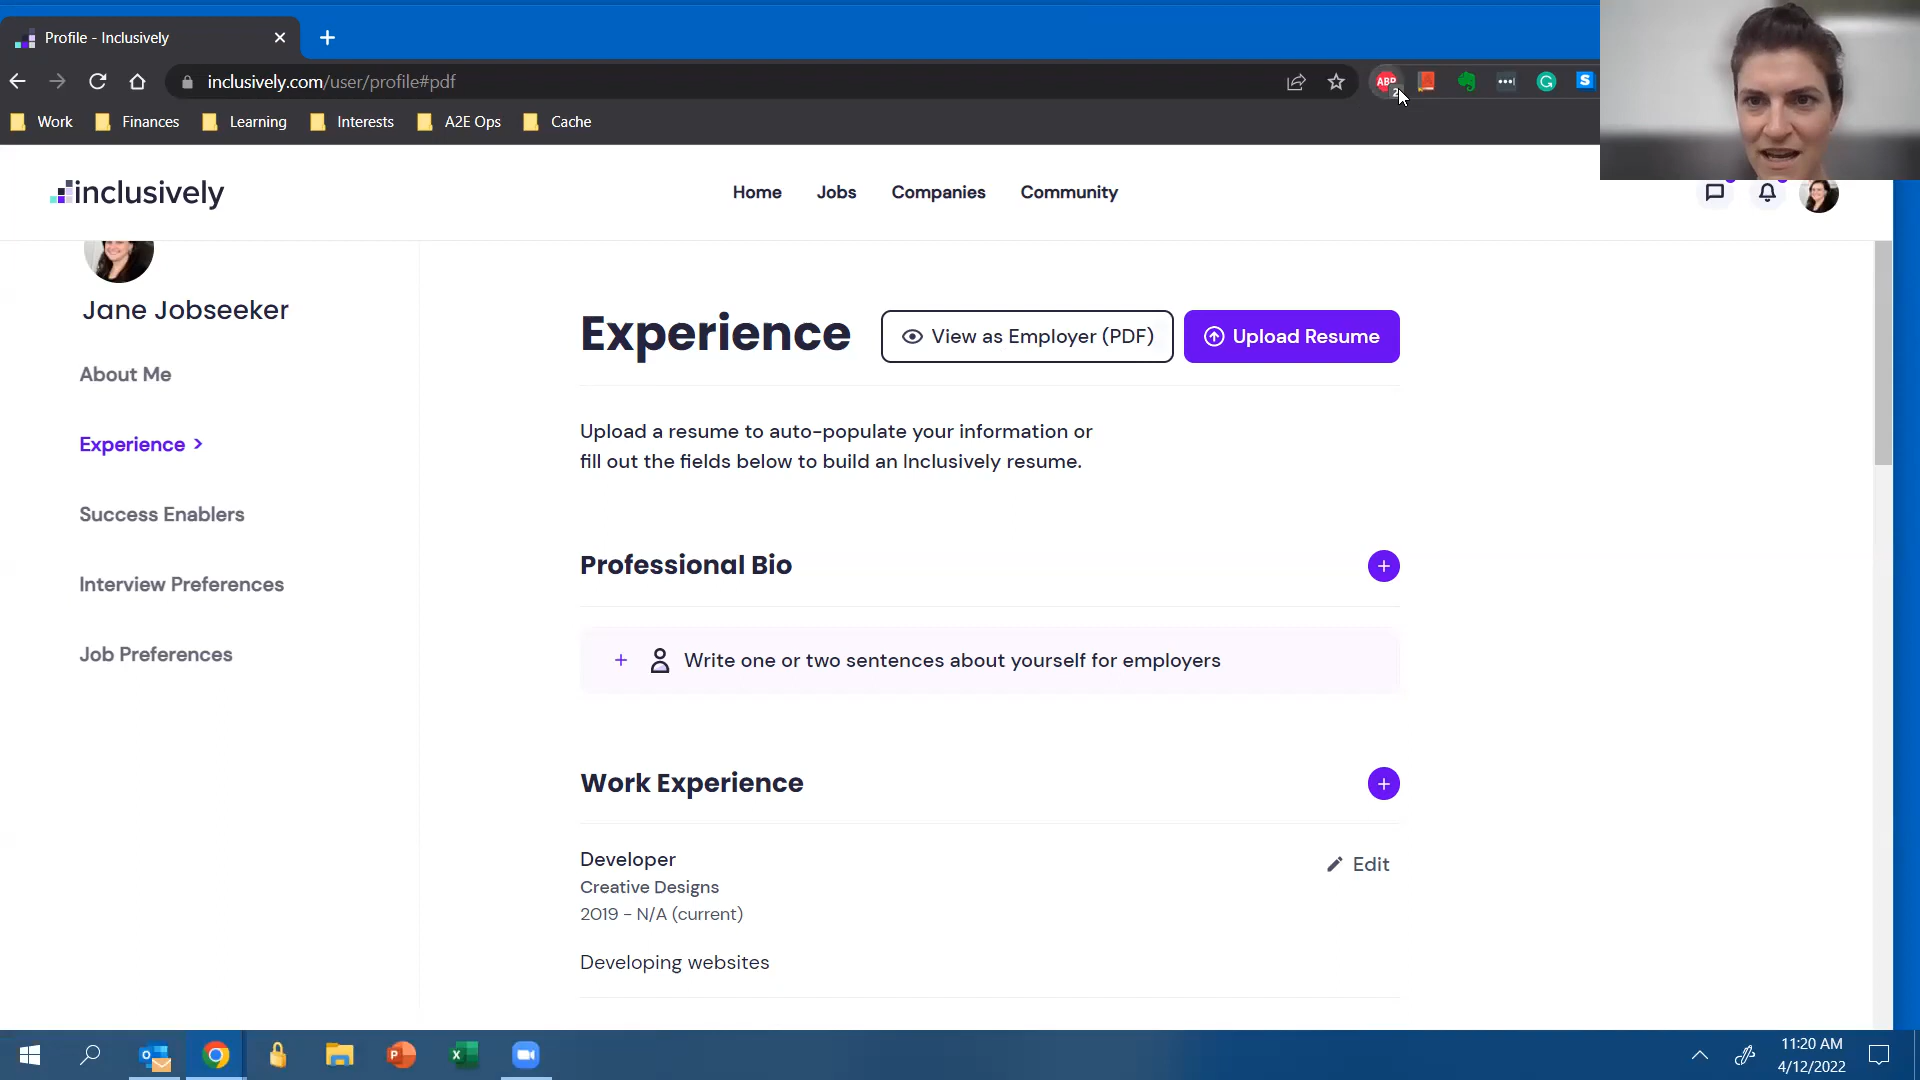 Profile - Inclusively
inclusively.com/user/profile#pdf
ABP
2
Work
Finances
Learning
Interests
A2E Ops
Cache
inclusively
Home
Jobs
Companies
Community
Jane Jobseeker
About Me
Experience >
Success Enablers
Interview Preferences
Job Preferences
Experience
View as Employer (PDF)
Upload Resume
Upload a resume to auto-populate your information or
fill out the fields below to build an Inclusively resume.
Professional Bio
Write one or two sentences about yourself for employers
Work Experience
Developer
Edit
Creative Designs
2019 - N/A (current)
Developing websites
11:20 AM
4/12/2022